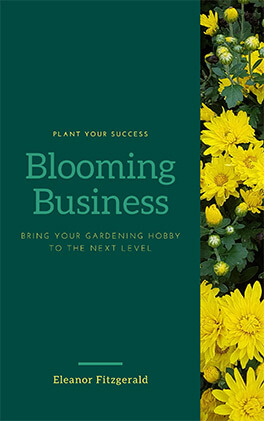 PLANT YOUR SUCCESS
Blooming
Business
BRING YOUR GARDENING HOBBY
TO THE NEXT LEVEL
Eleanor Fitzgerald